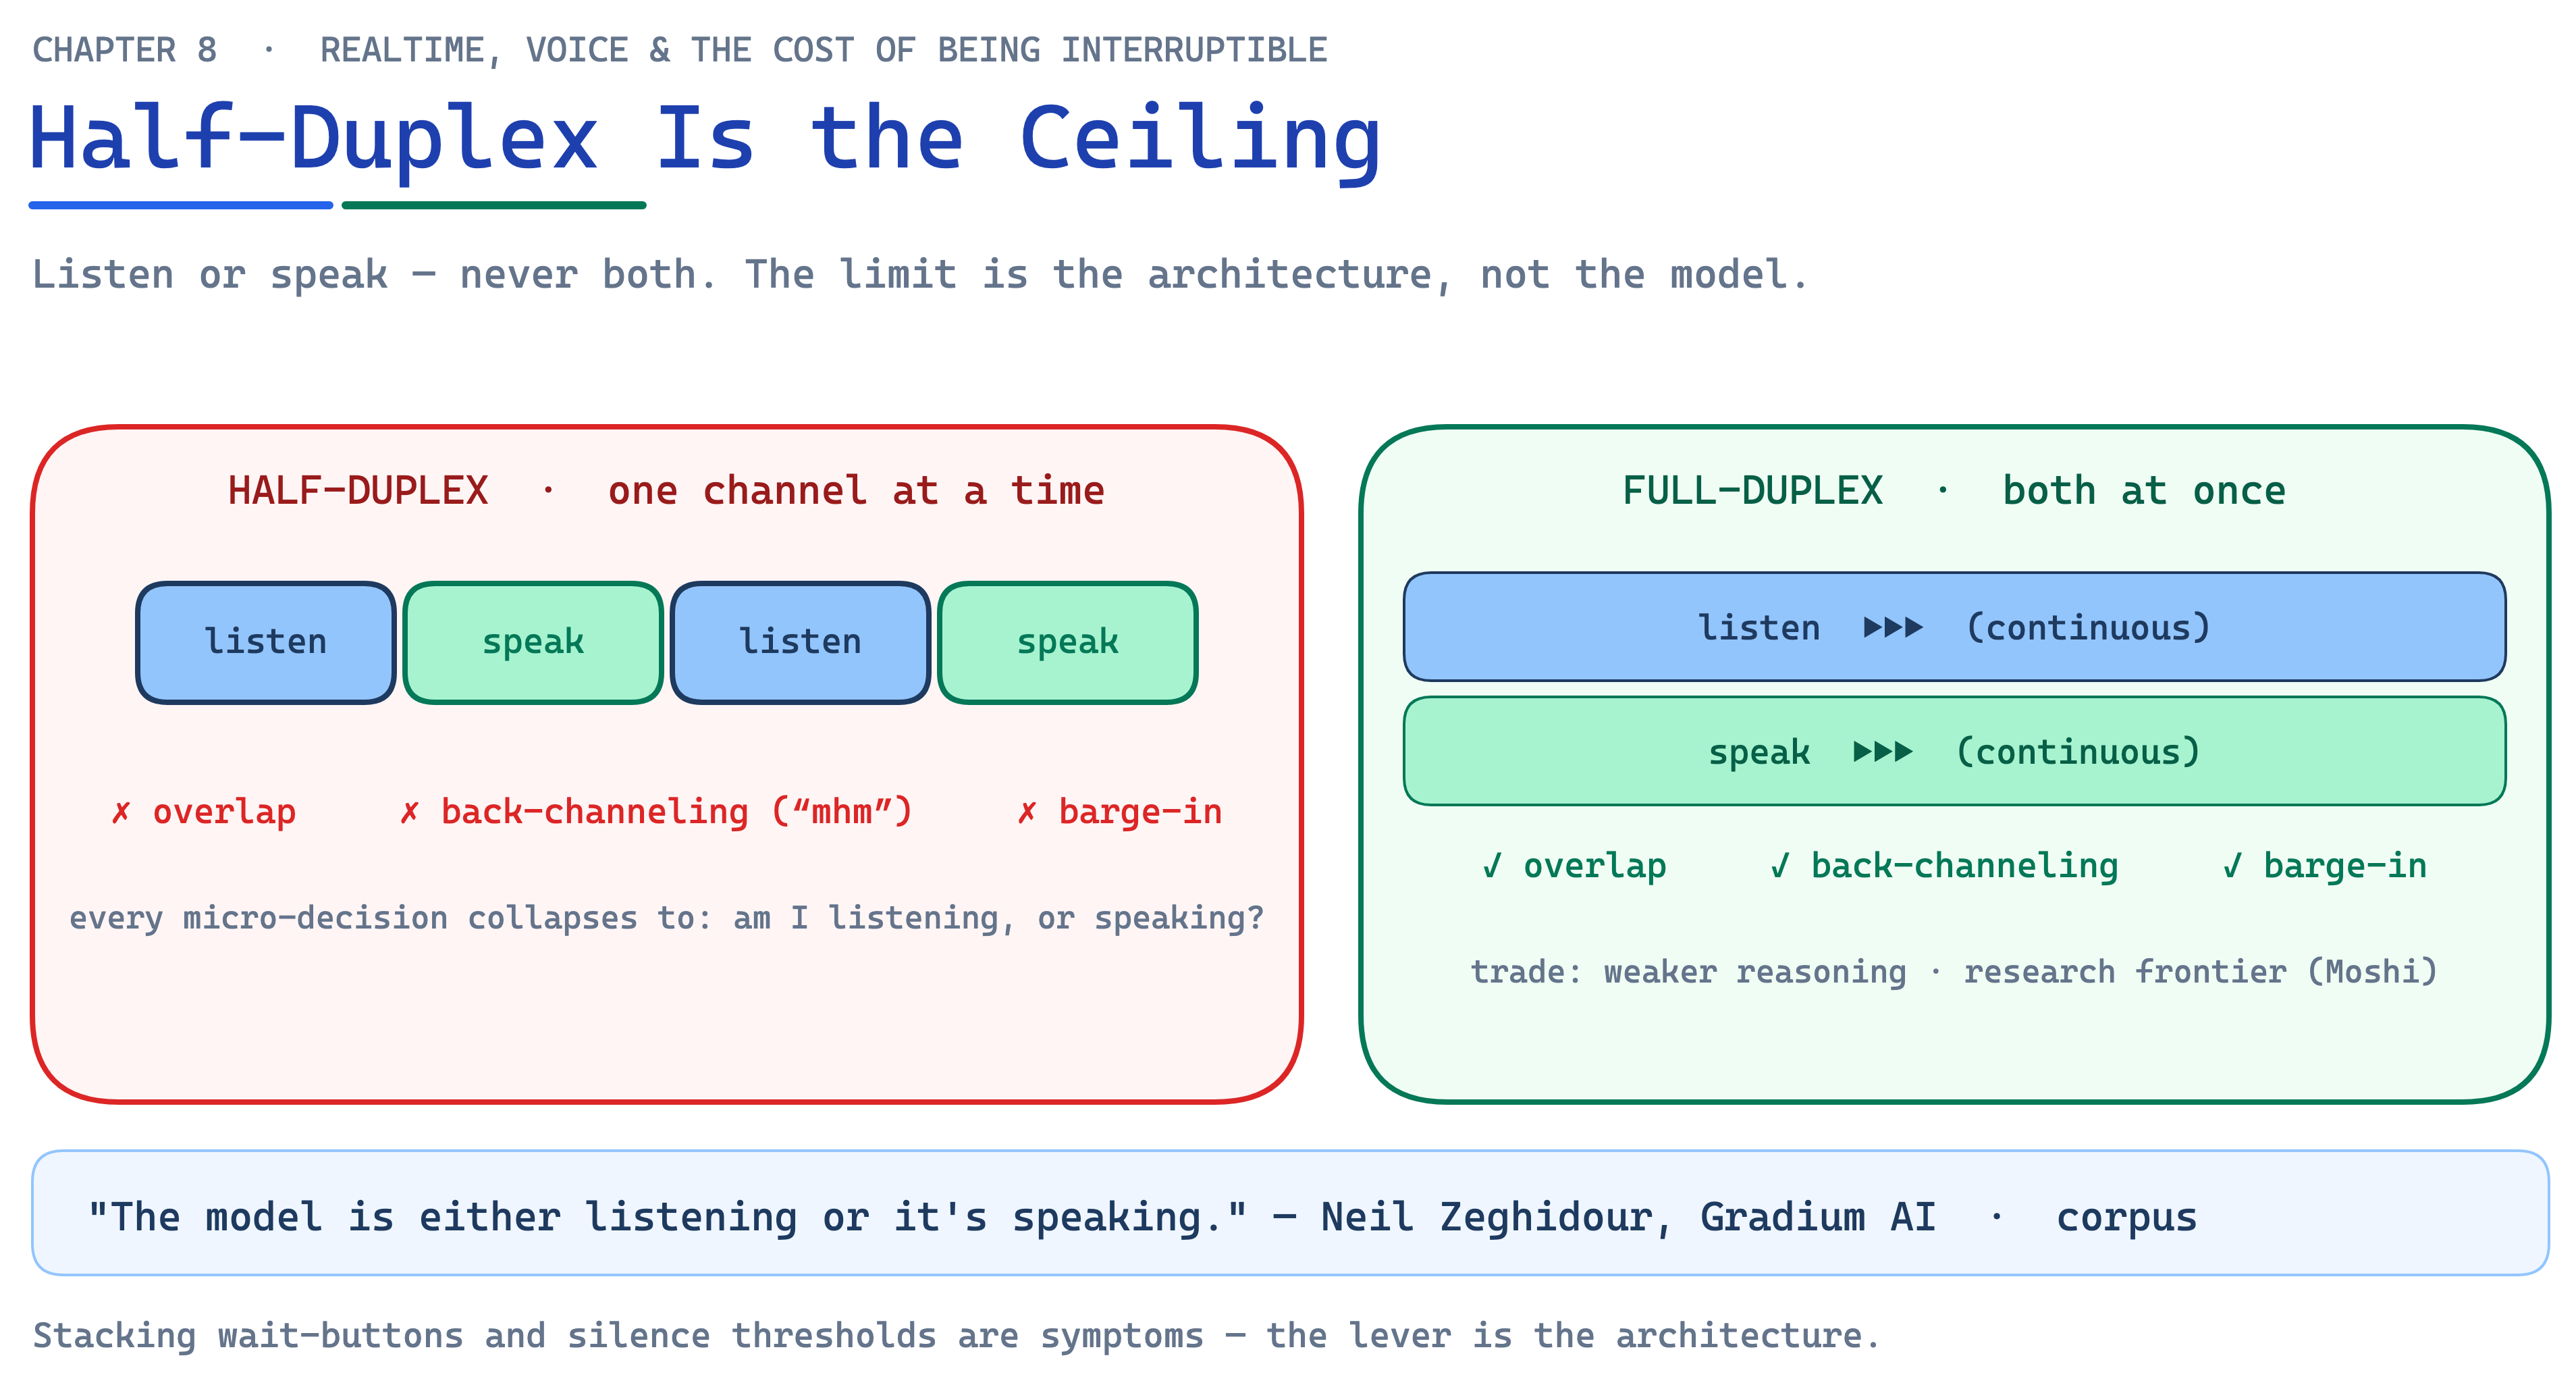 CHAPTER 8 · REALTIME, VOICE & THE COST OF BEING INTERRUPTIBLE
Half-Duplex Is the Ceiling
Listen or speak — never both. The limit is the architecture, not the model.
HALF-DUPLEX · one channel at a time
listen speak listen speak
✗ overlap ✗ back-channeling (“mhm”) ✗ barge-in
every micro-decision collapses to: am I listening, or speaking?
FULL-DUPLEX · both at once
listen ▶▶▶ (continuous)
speak ▶▶▶ (continuous)
✓ overlap ✓ back-channeling ✓ barge-in
trade: weaker reasoning · research frontier (Moshi)
"The model is either listening or it's speaking." — Neil Zeghidour, Gradium AI · corpus
Stacking wait-buttons and silence thresholds are symptoms — the lever is the architecture.